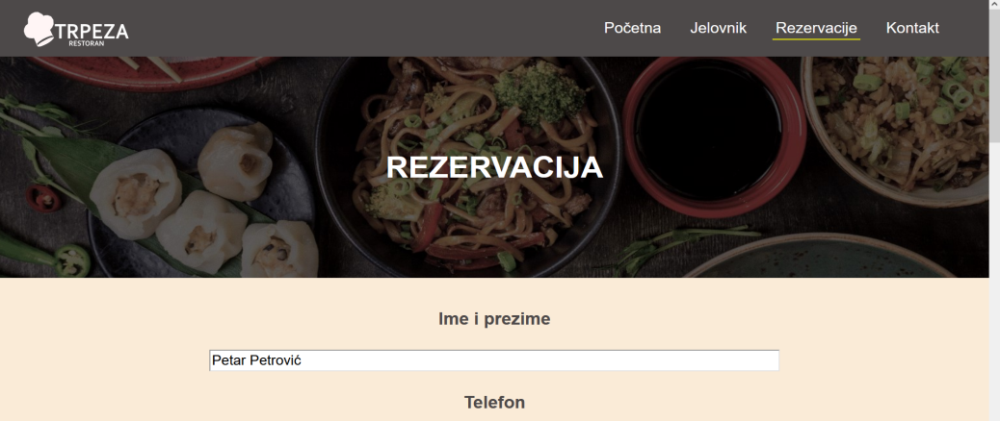 TRPEZA
RESTORAN
Početna Jelovnik Rezervacije Kontakt
REZERVACIJA
Ime i prezime
Petar Petrović
Telefon